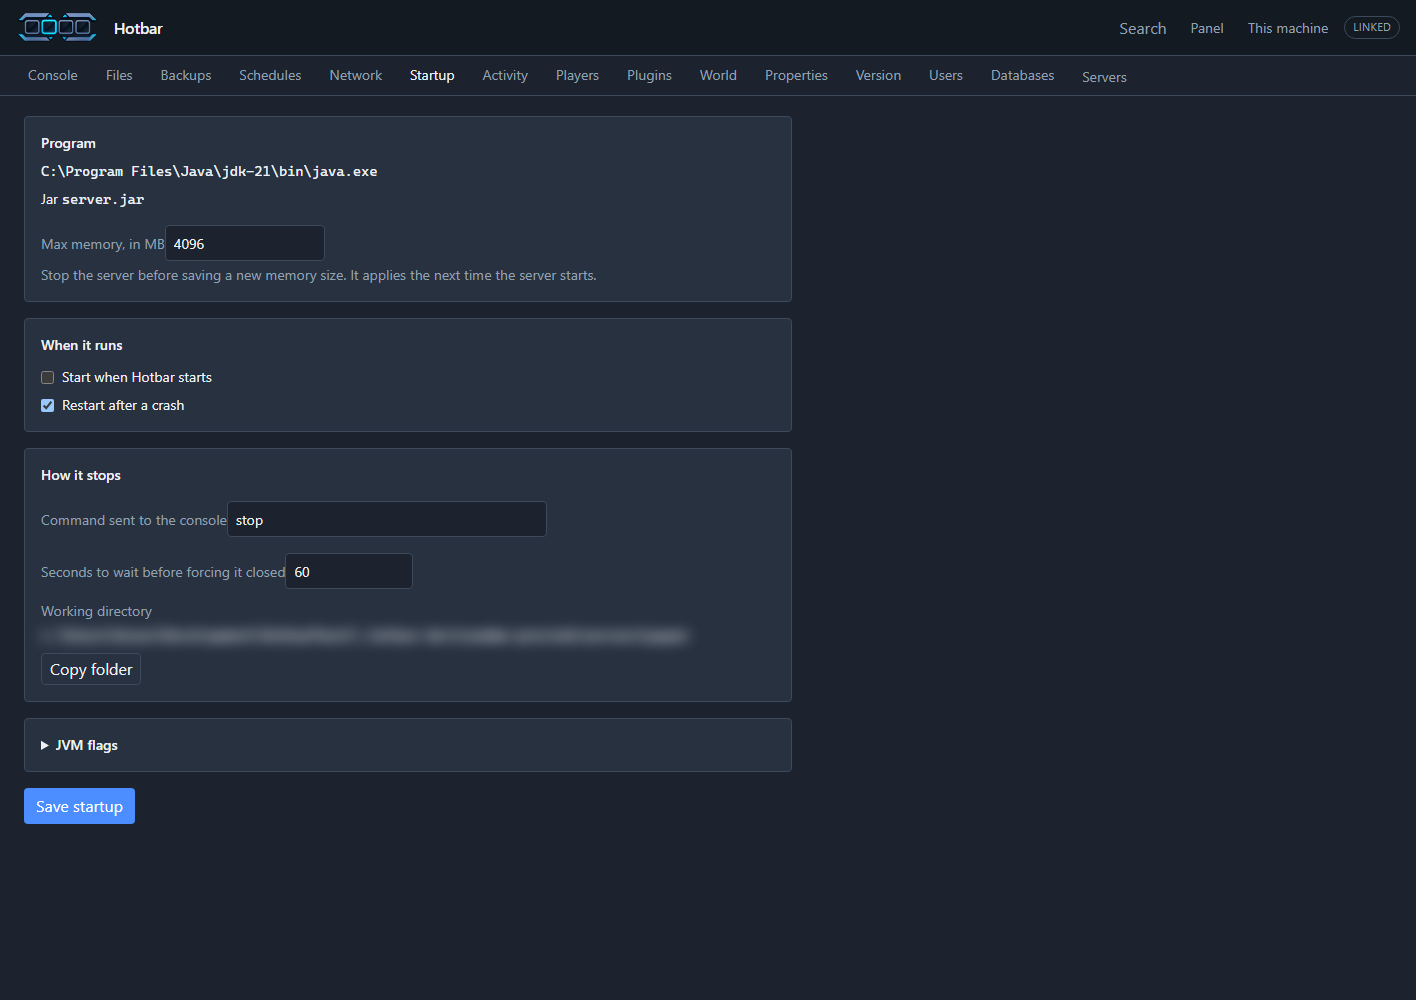 Hotbar
Search
Panel
This machine
LINKED
Console
Files
Backups
Schedules
Network
Startup
Activity
Players
Plugins
World
Properties
Version
Users
Databases
Servers
Program
C:\Program Files\Java\jdk-21\bin\java.exe
Jar server.jar
Max memory, in MB 4096
Stop the server before saving a new memory size. It applies the next time the server starts.
When it runs
Start when Hotbar starts
Restart after a crash
How it stops
Command sent to the console stop
Seconds to wait before forcing it closed 60
Working directory
Copy folder
JVM flags
Save startup